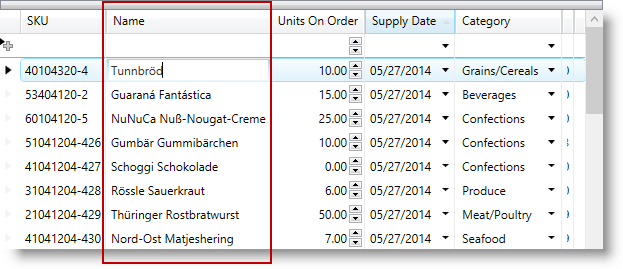 SKU Name Units On Order Supply Date Category
40104320-4 Tunnbröd 10.00 05/27/2014 Grains/Cereals
53404120-2 Guaraná Fantástica 15.00 05/27/2014 Beverages
60104120-5 NuNuCa Nuß-Nougat-Creme 25.00 05/27/2014 Confections
51041204-426 Gumbär Gummibärchen 10.00 05/27/2014 Confections
41041204-427 Schoggi Schokolade 0.00 05/27/2014 Confections
31041204-428 Rössle Sauerkraut 6.00 05/27/2014 Produce
21041204-429 Thüringer Rostbratwurst 50.00 05/27/2014 Meat/Poultry
41041204-430 Nord-Ost Matjeshering 7.00 05/27/2014 Seafood